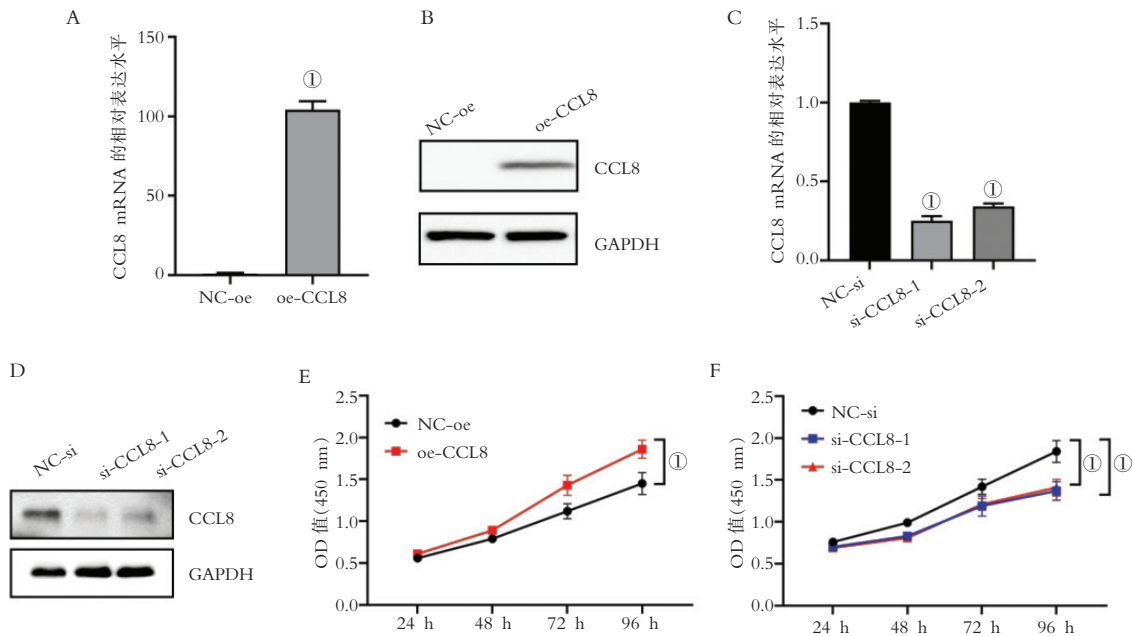 A
CCL8 mRNA 的相对表达水平
150
100
50
0
①
NC-oe
oe-CCL8
B
NC-oe
oe-CCL8
CCL8
GAPDH
C
CCL8 mRNA 的相对表达水平
1.5
1.0
0.5
0.0
①
①
NC-si
si-CCL8-1
si-CCL8-2
D
NC-si
si-CCL8-1
si-CCL8-2
CCL8
GAPDH
E
OD 值(450 nm)
2.5
2.0
1.5
1.0
0.5
0.0
NC-oe
oe-CCL8
①
24 h
48 h
72 h
96 h
F
OD 值(450 nm)
2.5
2.0
1.5
1.0
0.5
0.0
NC-si
si-CCL8-1
si-CCL8-2
①
①
24 h
48 h
72 h
96 h